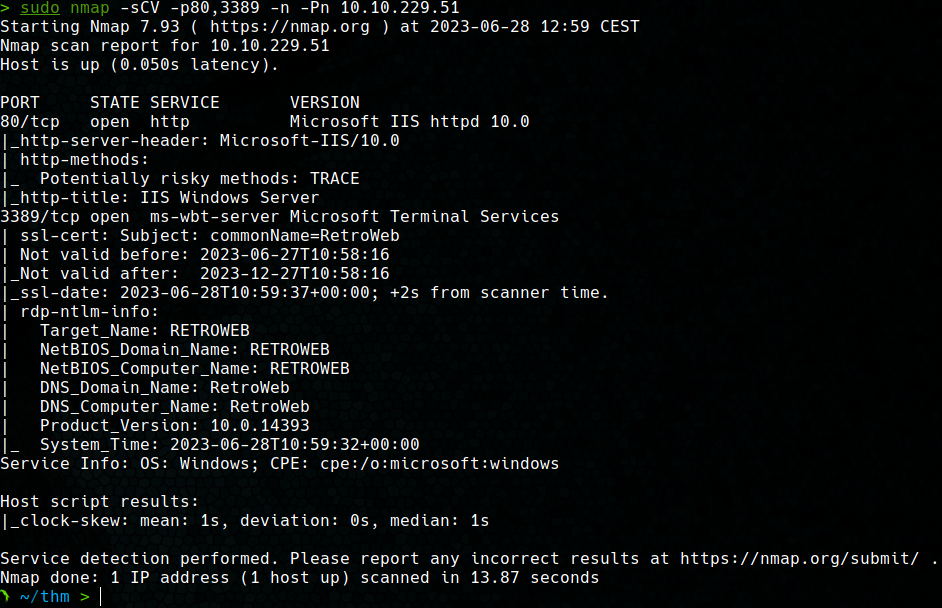 > sudo nmap -sCV -p80,3389 -n -Pn 10.10.229.51
Starting Nmap 7.93 ( https://nmap.org ) at 2023-06-28 12:59 CEST
Nmap scan report for 10.10.229.51
Host is up (0.050s latency).

PORT     STATE SERVICE       VERSION
80/tcp   open  http          Microsoft IIS httpd 10.0
|_http-server-header: Microsoft-IIS/10.0
| http-methods:
|_  Potentially risky methods: TRACE
|_http-title: IIS Windows Server
3389/tcp open  ms-wbt-server Microsoft Terminal Services
| ssl-cert: Subject: commonName=RetroWeb
| Not valid before: 2023-06-27T10:58:16
|_Not valid after:  2023-12-27T10:58:16
|_ssl-date: 2023-06-28T10:59:37+00:00; +2s from scanner time.
| rdp-ntlm-info:
|   Target_Name: RETROWEB
|   NetBIOS_Domain_Name: RETROWEB
|   NetBIOS_Computer_Name: RETROWEB
|   DNS_Domain_Name: RetroWeb
|   DNS_Computer_Name: RetroWeb
|   Product_Version: 10.0.14393
|_  System_Time: 2023-06-28T10:59:32+00:00
Service Info: OS: Windows; CPE: cpe:/o:microsoft:windows

Host script results:
|_clock-skew: mean: 1s, deviation: 0s, median: 1s

Service detection performed. Please report any incorrect results at https://nmap.org/submit/ .
Nmap done: 1 IP address (1 host up) scanned in 13.87 seconds
~/thm >